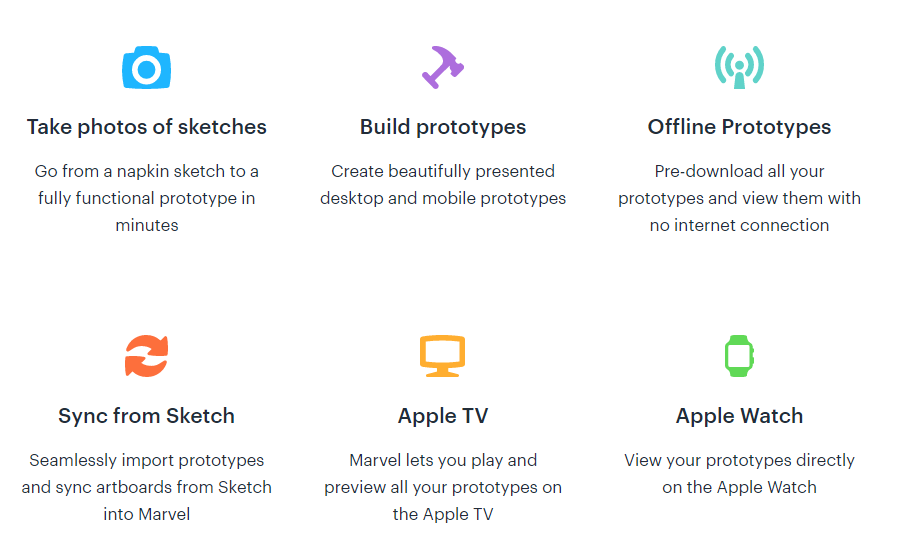 Take photos of sketches
Go from a napkin sketch to a
fully functional prototype in
minutes
Build prototypes
Create beautifully presented
desktop and mobile prototypes
Offline Prototypes
Pre-download all your
prototypes and view them with
no internet connection
Sync from Sketch
Seamlessly import prototypes
and sync artboards from Sketch
into Marvel
Apple TV
Marvel lets you play and
preview all your prototypes on
the Apple TV
Apple Watch
View your prototypes directly
on the Apple Watch